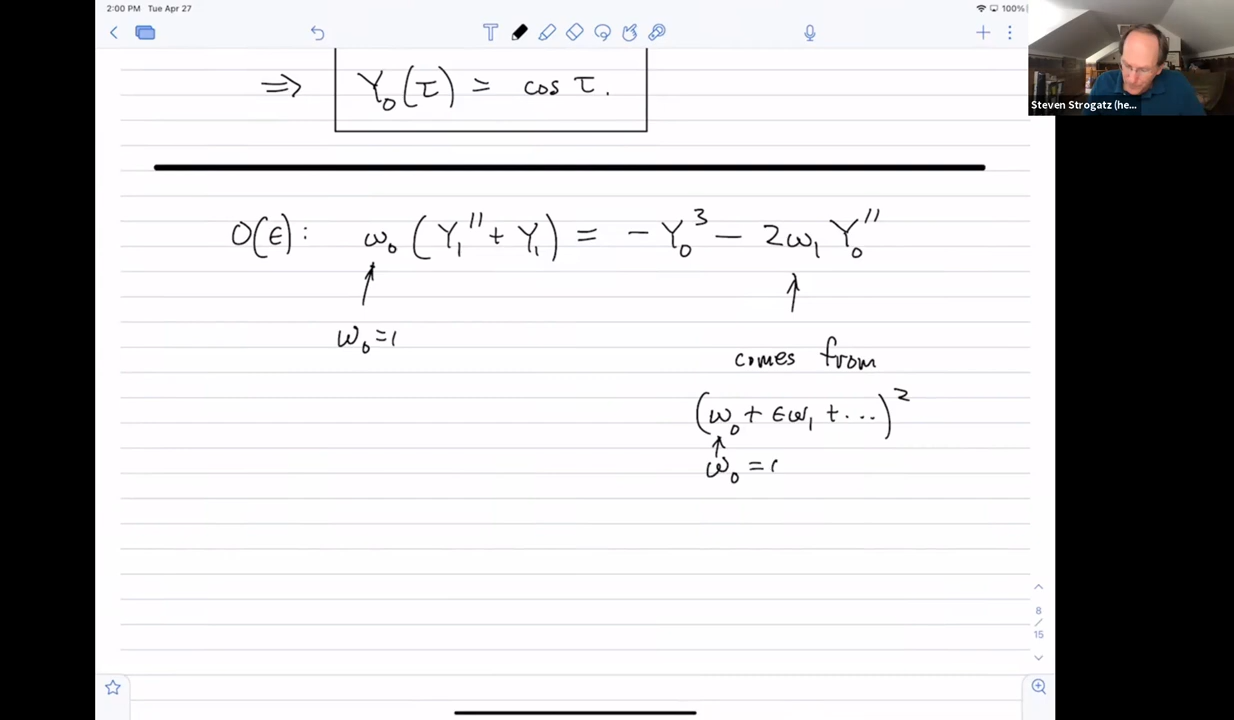 2:00 PM Tue Apr 27
100%
⇒ Y₀(τ) = cos τ.
Steven Strogatz (he...
O(ϵ): ω₀ (Y₁'' + Y₁) = − Y₀³ − 2ω₁ Y₀''
ω₀ = 1
comes from
(ω₀ + ϵω₁ + ...)²
ω₀ = 1
8
/
15